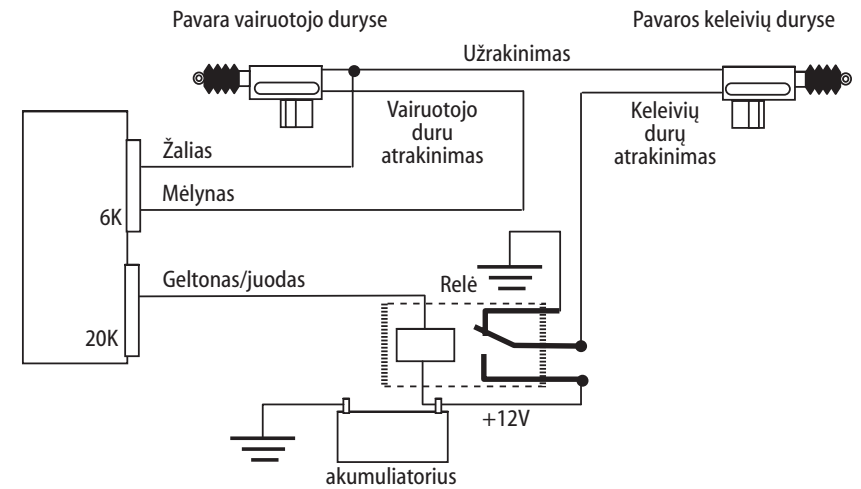 Pavara vairuotojo duryse
Pavaros keleivių duryse
Užrakinimas
Vairuotojo
duru
atrakinimas
Keleivių
durų
atrakinimas
Žalias
Mėlynas
6K
Geltonas/juodas
Relė
20K
+12V
akumuliatorius